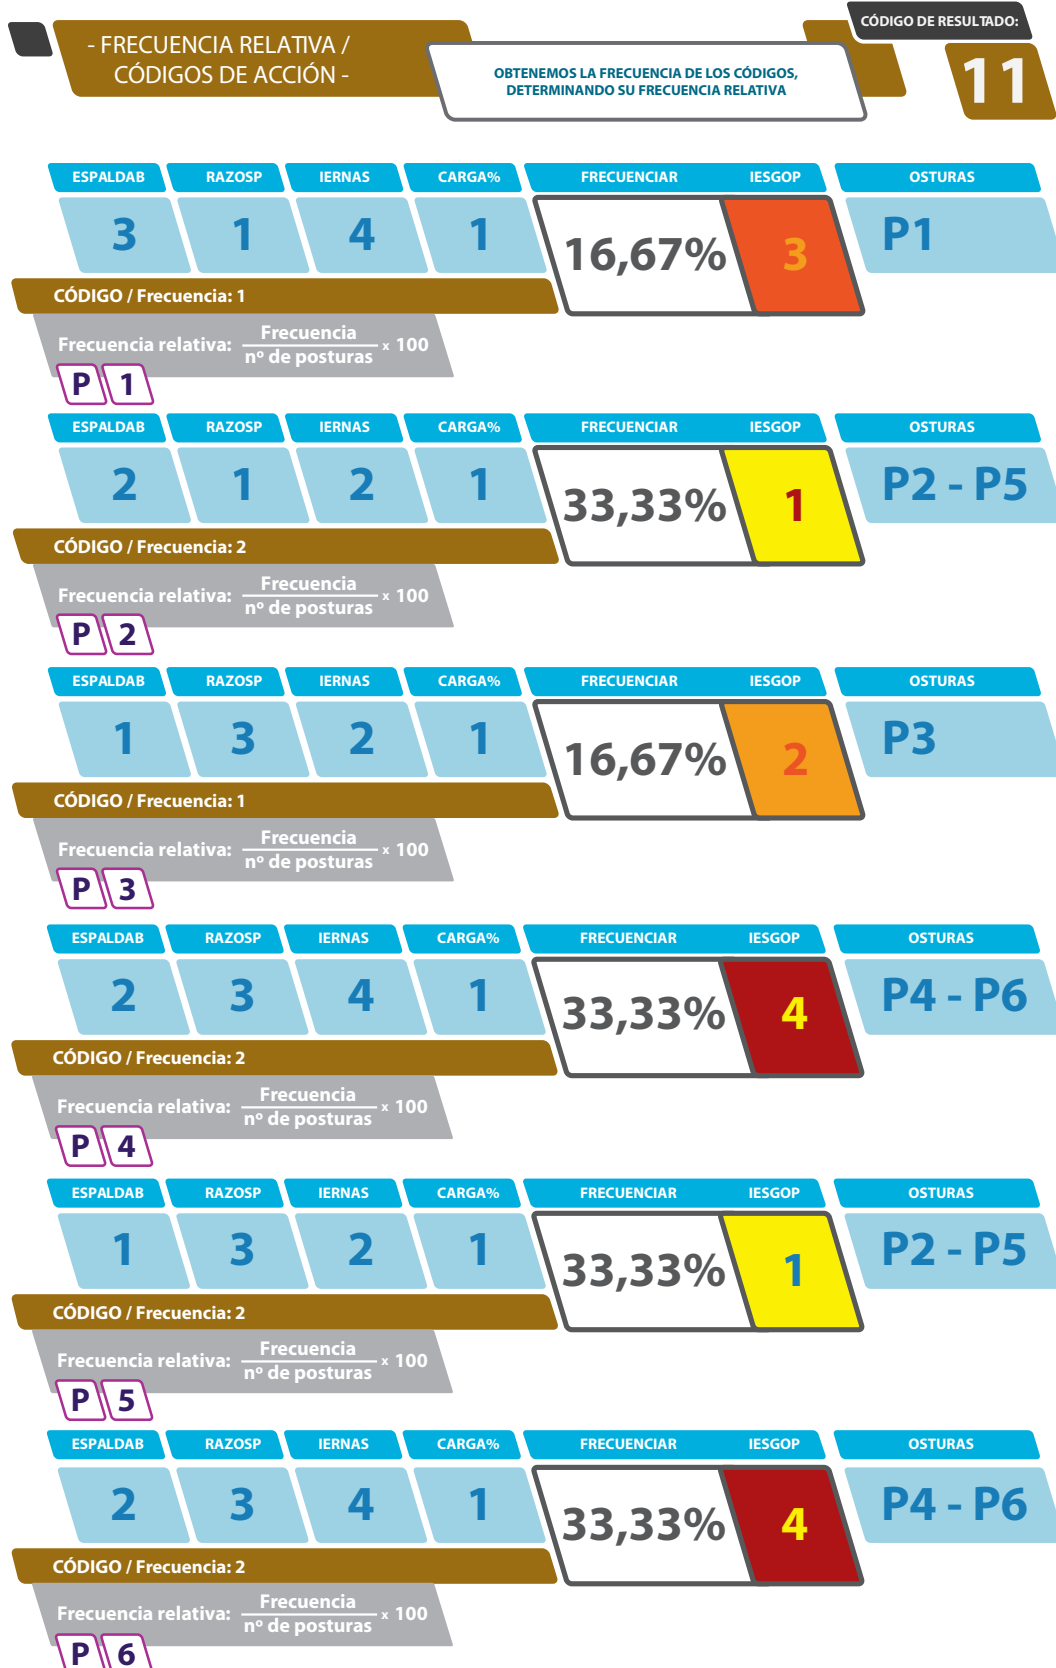 - FRECUENCIA RELATIVA /
CÓDIGOS DE ACCIÓN -
OBTENEMOS LA FRECUENCIA DE LOS CÓDIGOS,
DETERMINANDO SU FRECUENCIA RELATIVA
CÓDIGO DE RESULTADO:
11
ESPALDAB RAZOSP IERNAS CARGA% FRECUENCIAR IESGOP OSTURAS
3 1 4 1 16,67% 3 P1
CÓDIGO / Frecuencia: 1
Frecuencia relativa: Frecuencia x 100
nº de posturas
P 1
ESPALDAB RAZOSP IERNAS CARGA% FRECUENCIAR IESGOP OSTURAS
2 1 2 1 33,33% 1 P2 - P5
CÓDIGO / Frecuencia: 2
Frecuencia relativa: Frecuencia x 100
nº de posturas
P 2
ESPALDAB RAZOSP IERNAS CARGA% FRECUENCIAR IESGOP OSTURAS
1 3 2 1 16,67% 2 P3
CÓDIGO / Frecuencia: 1
Frecuencia relativa: Frecuencia x 100
nº de posturas
P 3
ESPALDAB RAZOSP IERNAS CARGA% FRECUENCIAR IESGOP OSTURAS
2 3 4 1 33,33% 4 P4 - P6
CÓDIGO / Frecuencia: 2
Frecuencia relativa: Frecuencia x 100
nº de posturas
P 4
ESPALDAB RAZOSP IERNAS CARGA% FRECUENCIAR IESGOP OSTURAS
1 3 2 1 33,33% 1 P2 - P5
CÓDIGO / Frecuencia: 2
Frecuencia relativa: Frecuencia x 100
nº de posturas
P 5
ESPALDAB RAZOSP IERNAS CARGA% FRECUENCIAR IESGOP OSTURAS
2 3 4 1 33,33% 4 P4 - P6
CÓDIGO / Frecuencia: 2
Frecuencia relativa: Frecuencia x 100
nº de posturas
P 6